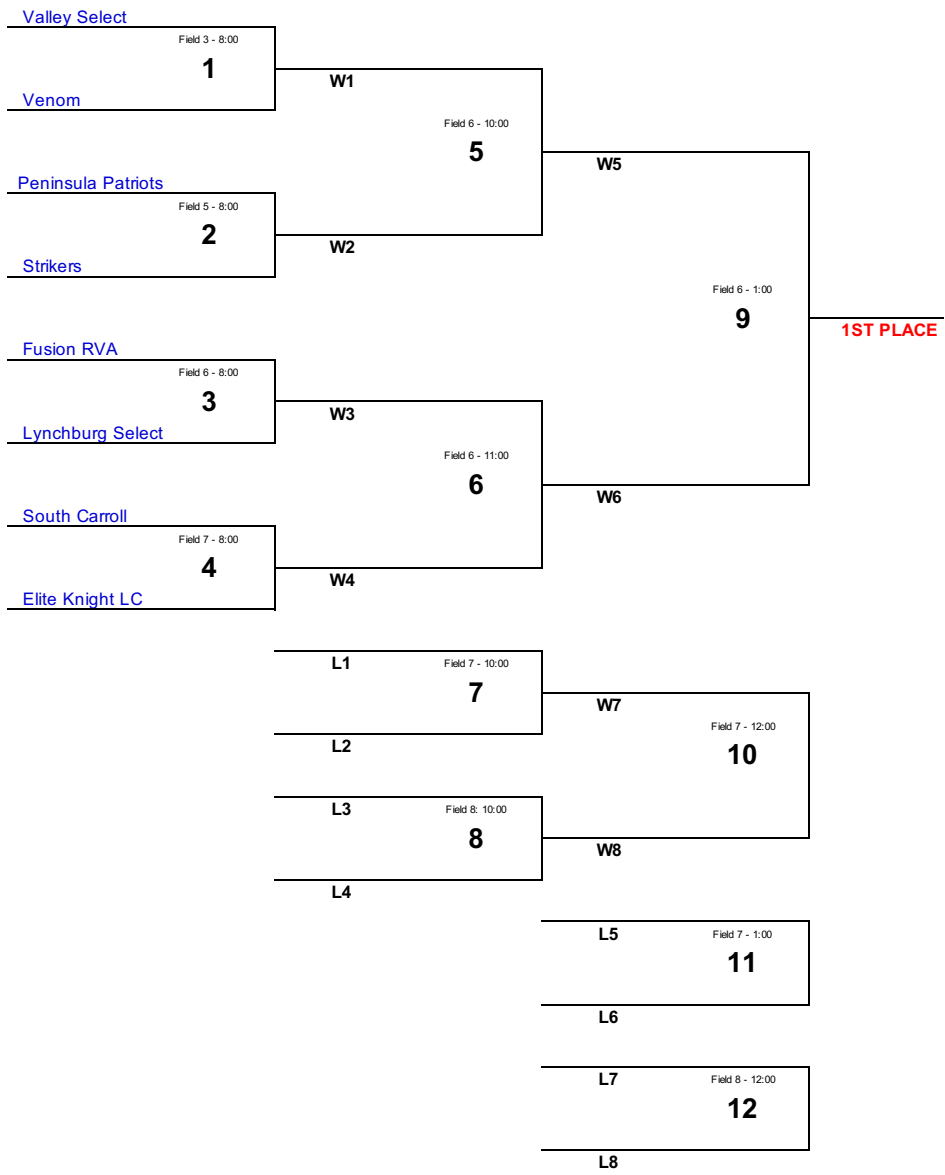 Valley Select
Field 3 - 8:00
1
W1
Venom
Field 6 - 10:00
5
W5
Peninsula Patriots
Field 5 - 8:00
2
W2
Strikers
Field 6 - 1:00
9
1ST PLACE
Fusion RVA
Field 6 - 8:00
3
W3
Lynchburg Select
Field 6 - 11:00
6
W6
South Carroll
Field 7 - 8:00
4
W4
Elite Knight LC
L1
Field 7 - 10:00
7
W7
L2
Field 7 - 12:00
10
L3
Field 8: 10:00
8
W8
L4
L5
Field 7 - 1:00
11
L6
L7
Field 8 - 12:00
12
L8